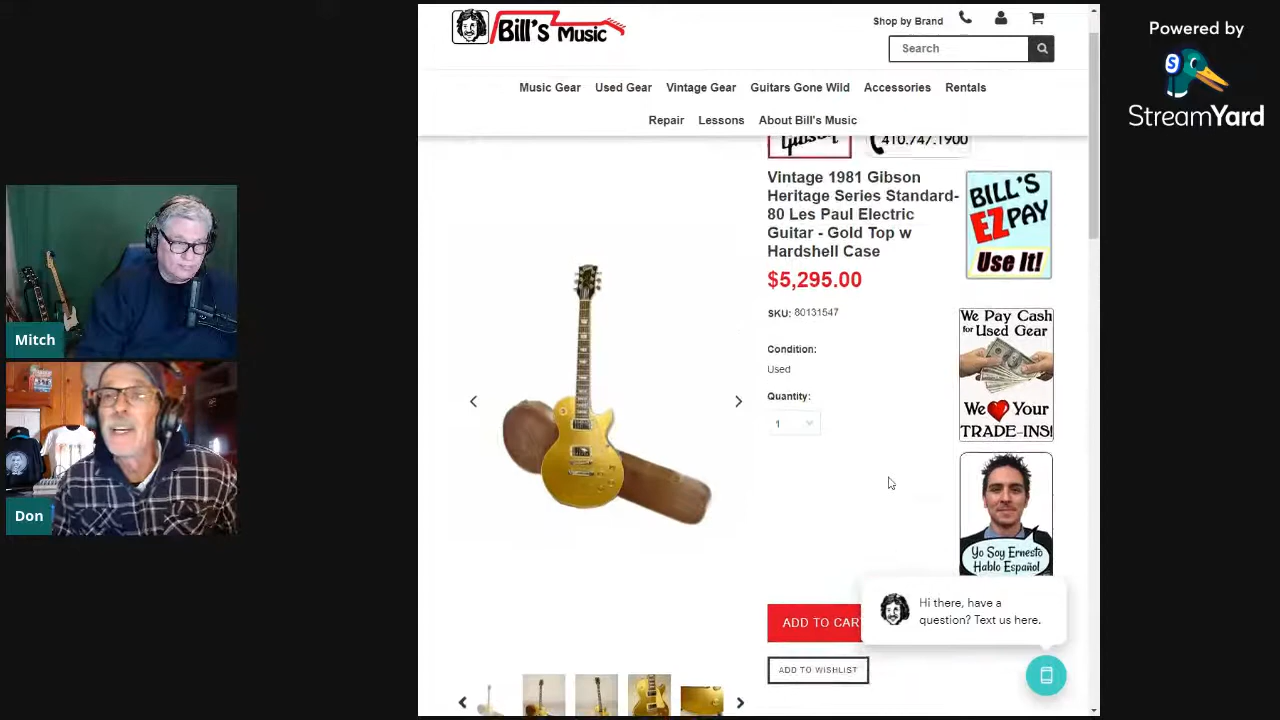 Bill's Music
Shop by Brand
Search
Music Gear Used Gear Vintage Gear Guitars Gone Wild Accessories Rentals
Repair Lessons About Bill's Music
Gibson
410.747.1900
Vintage 1981 Gibson
Heritage Series Standard-
80 Les Paul Electric
Guitar - Gold Top w
Hardshell Case
$5,295.00
SKU: 80131547
Condition:
Used
Quantity:
1
ADD TO CAR
ADD TO WISHLIST
BILL'S
EZ PAY
Use It!
We Pay Cash
for Used Gear
We Your
TRADE-INS!
Yo Soy Ernesto
Hablo Español
Hi there, have a
question? Text us here.
Mitch
Don
Powered by
S
StreamYard